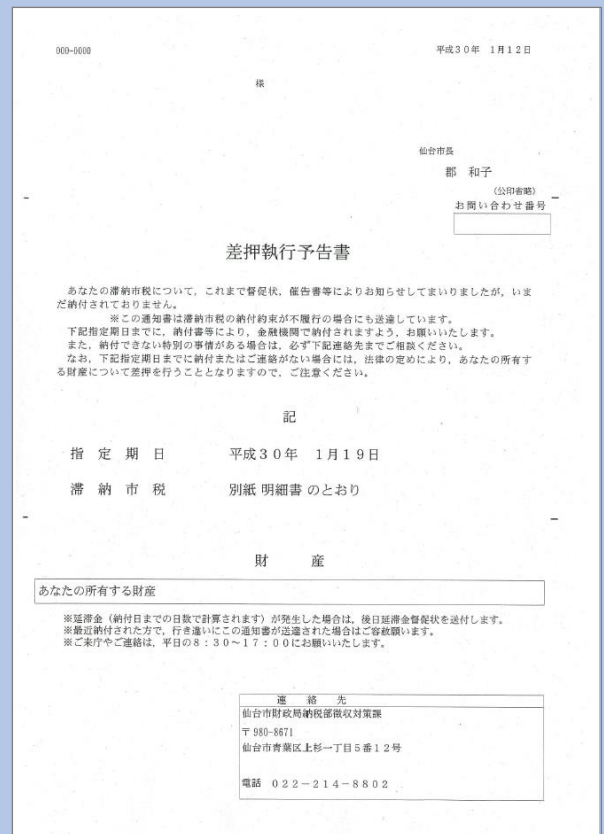 000-0000
平成30年 1月12日
様
仙台市長
郡 和子
(公印省略)
お問い合わせ番号
差押執行予告書
あなたの滞納市税について，これまで督促状，催告書等によりお知らせしてまいりましたが，いま
だ納付されておりません。
※この通知書は滞納市税の納付約束が不履行の場合にも送達しています。
下記指定期日までに，納付書等により，金融機関で納付されますよう，お願いいたします。
また，納付できない特別の事情がある場合は，必ず下記連絡先までご相談ください。
なお，下記指定期日までに納付またはご連絡がない場合には，法律の定めにより，あなたの所有す
る財産について差押を行うこととなりますので，ご注意ください。
記
指 定 期 日 平成30年 1月19日
滞 納 市 税 別紙 明細書 のとおり
財 産
あなたの所有する財産
※延滞金（納付日までの日数で計算されます）が発生した場合は，後日延滞金督促状を送付します。
※最近納付された方で，行き違いにこの通知書が送達された場合はご容赦願います。
※ご来庁やご連絡は，平日の8：30～17：00にお願いいたします。
連 絡 先
仙台市財政局納税部徴収対策課
〒980-8671
仙台市青葉区上杉一丁目5番12号
電話 022-214-8802